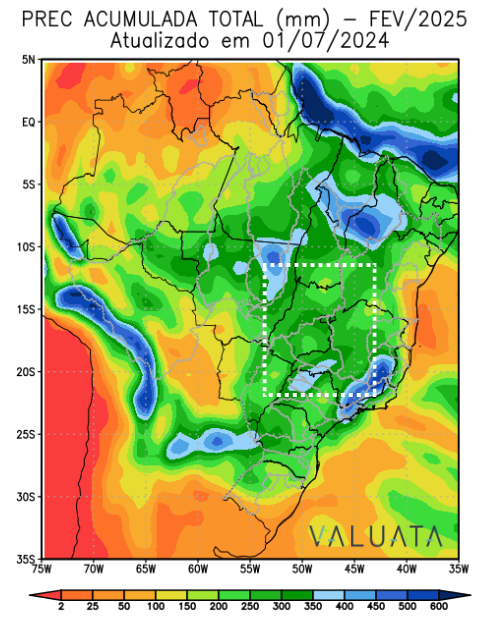 PREC ACUMULADA TOTAL (mm) – FEV/2025
Atualizado em 01/07/2024
5N
EQ
5S
10S
15S
20S
25S
30S
35S
VALUATA
75W 70W 65W 60W 55W 50W 45W 40W 35W
2 25 50 100 150 200 250 300 350 400 450 500 600